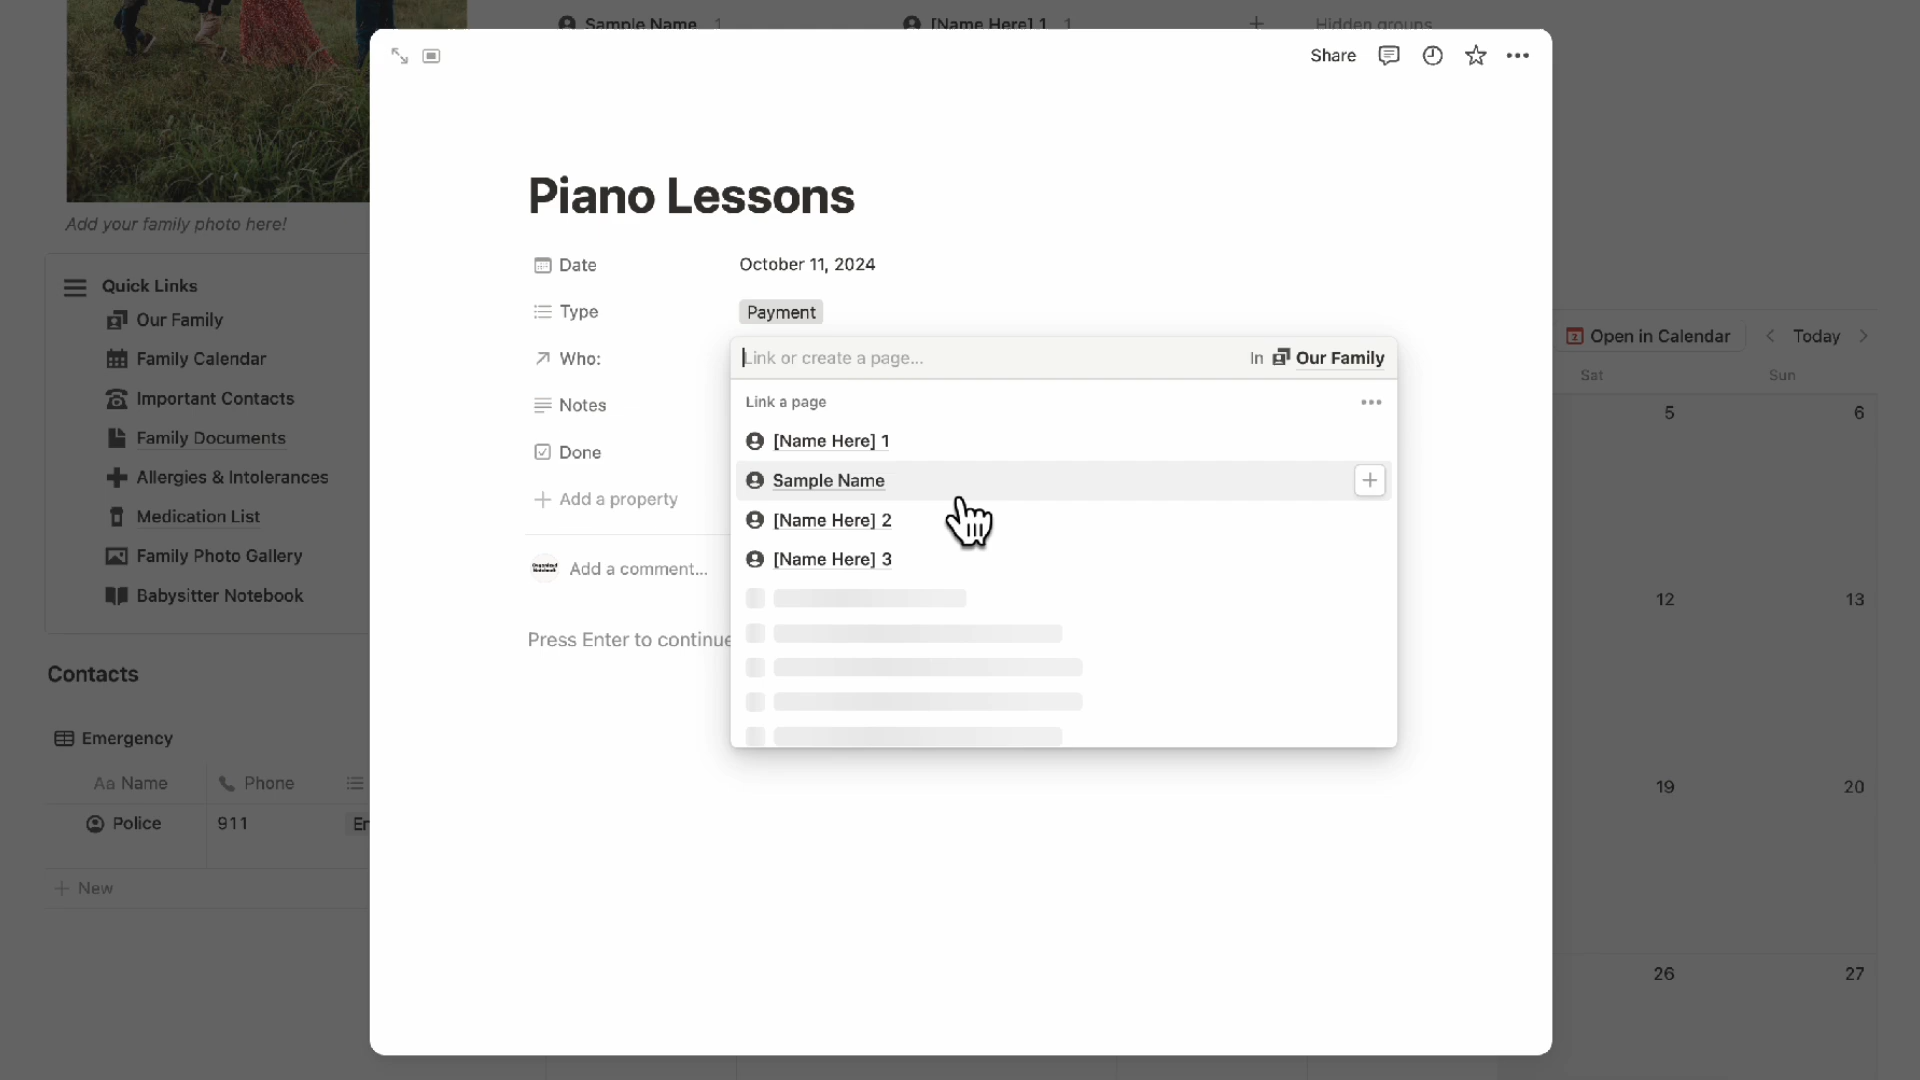 Sample Name 1
[Name Here] 1 1
Hidden groups
Share
Piano Lessons
Add your family photo here!
Date
October 11, 2024
Type
Payment
Who:
Link or create a page...
In Our Family
Link a page
[Name Here] 1
Sample Name
[Name Here] 2
[Name Here] 3
Notes
Done
Add a property
Add a comment...
Press Enter to continue
Quick Links
Our Family
Family Calendar
Important Contacts
Family Documents
Allergies & Intolerances
Medication List
Family Photo Gallery
Babysitter Notebook
Contacts
Emergency
Aa Name
Phone
Police
911
New
Open in Calendar
Today
Sat
Sun
5
6
12
13
19
20
26
27